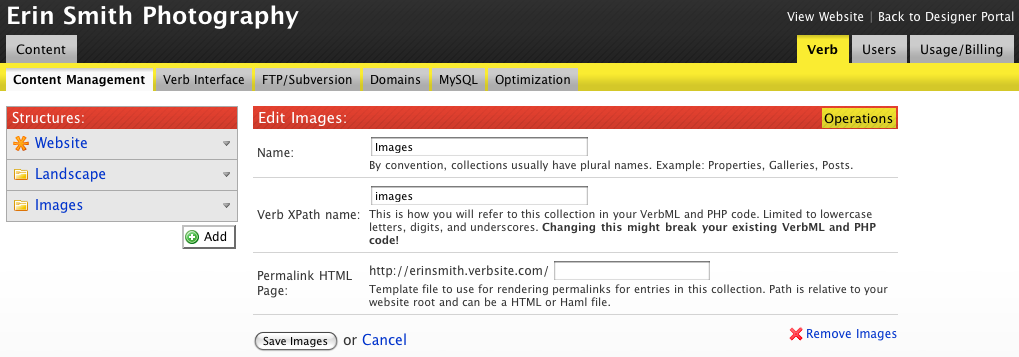 Erin Smith Photography
View Website | Back to Designer Portal
Content
Verb
Users
Usage/Billing
Content Management
Verb Interface
FTP/Subversion
Domains
MySQL
Optimization
Structures:
Website
Landscape
Images
Add
Edit Images:
Operations
Name:
Images
By convention, collections usually have plural names. Example: Properties, Galleries, Posts.
Verb XPath name:
images
This is how you will refer to this collection in your VerbML and PHP code. Limited to lowercase
letters, digits, and underscores. Changing this might break your existing VerbML and PHP
code!
Permalink HTML
Page:
http://erinsmith.verbsite.com/
Template file to use for rendering permalinks for entries in this collection. Path is relative to your
website root and can be a HTML or Haml file.
Save Images or Cancel
Remove Images